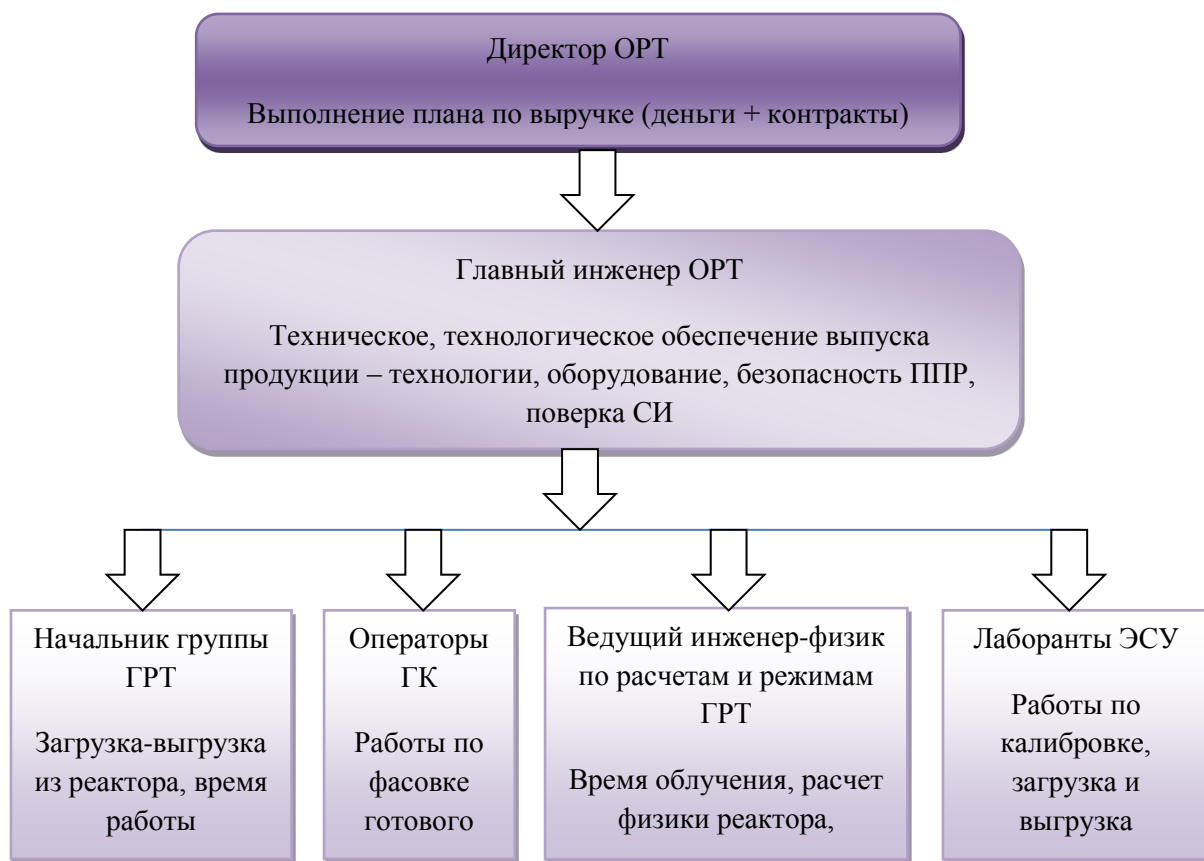 Директор ОРТ
Выполнение плана по выручке (деньги + контракты)
Главный инженер ОРТ
Техническое, технологическое обеспечение выпуска
продукции – технологии, оборудование, безопасность ППР,
поверка СИ
Начальник группы
ГРТ
Загрузка-выгрузка
из реактора, время
работы
Операторы
ГК
Работы по
фасовке
готового
Ведущий инженер-физик
по расчетам и режимам
ГРТ
Время облучения, расчет
физики реактора,
Лаборанты ЭСУ
Работы по
калибровке,
загрузка и
выгрузка